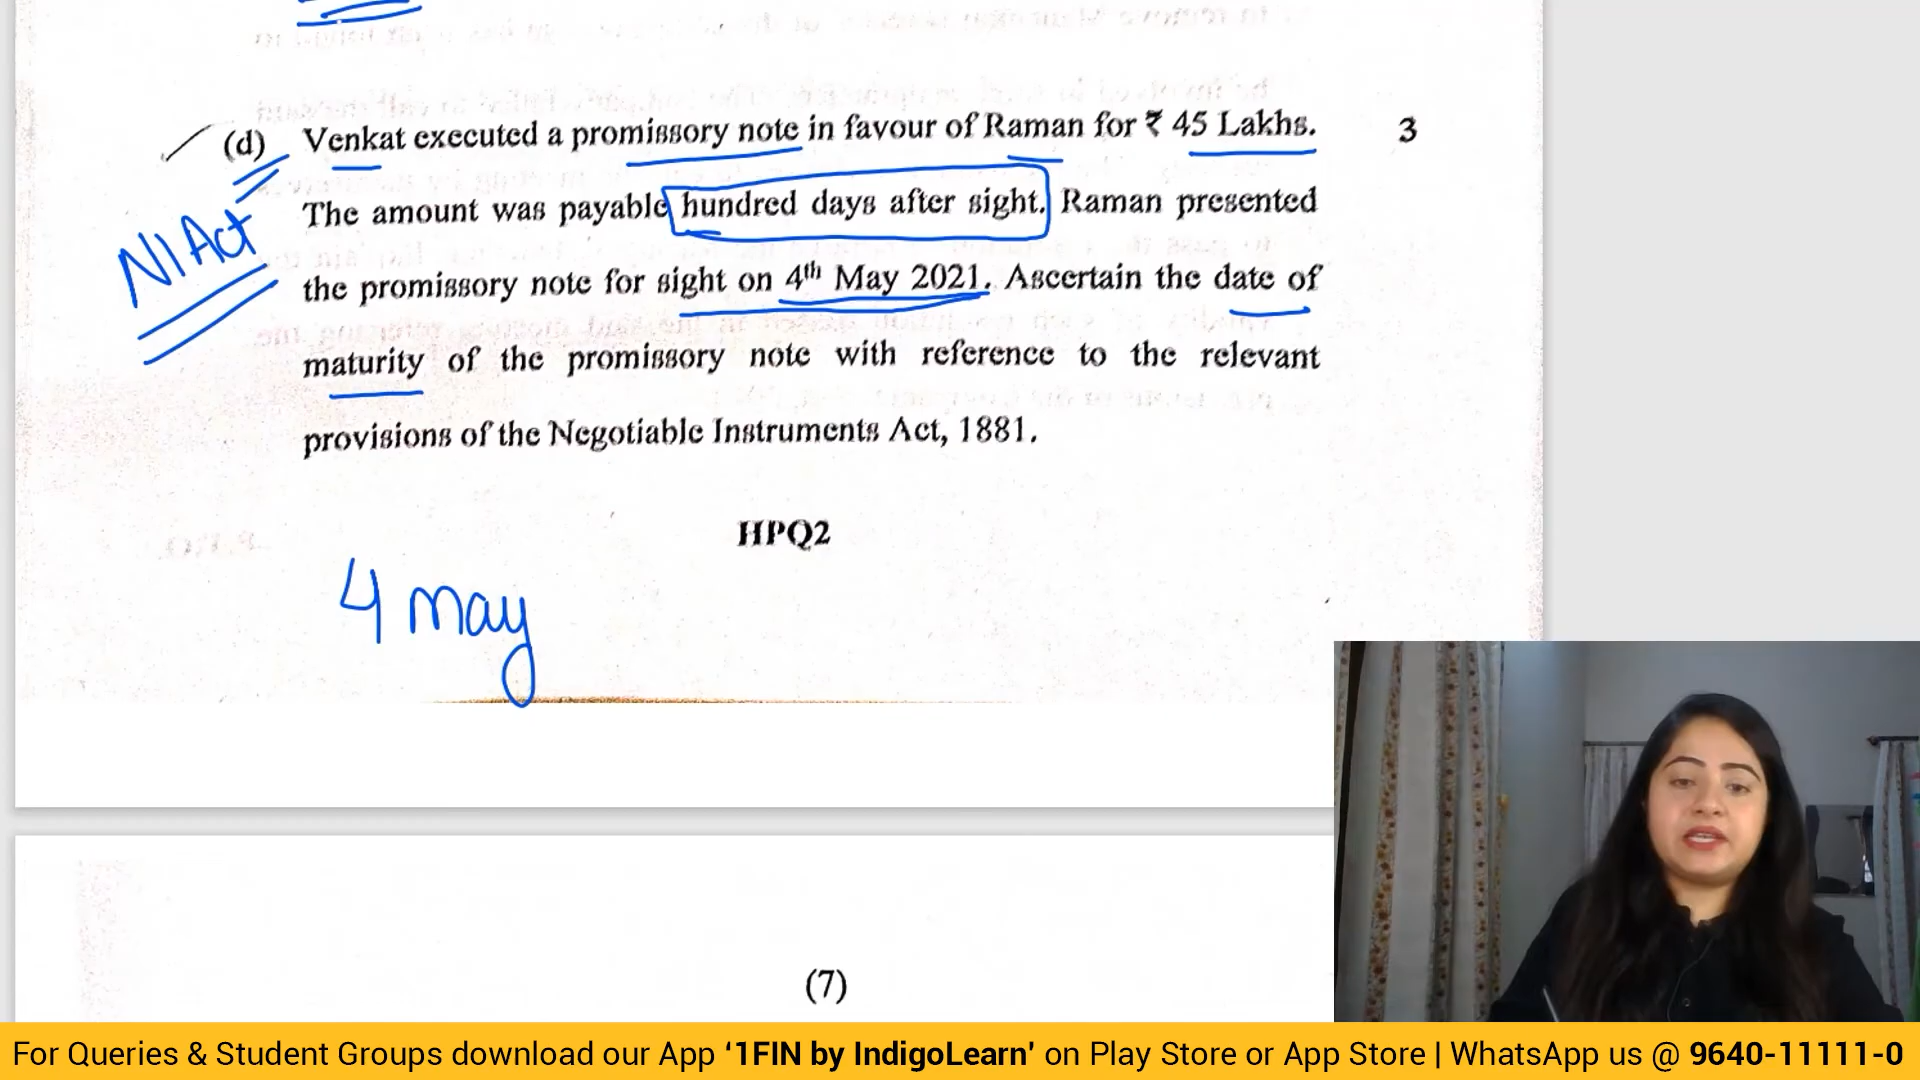 (d) Venkat executed a promissory note in favour of Raman for ₹ 45 Lakhs. 3
The amount was payable hundred days after sight. Raman presented
NI Act
the promissory note for sight on 4th May 2021. Ascertain the date of
maturity of the promissory note with reference to the relevant
provisions of the Negotiable Instruments Act, 1881.
HPQ2
4 may
(7)
For Queries & Student Groups download our App ‘1FIN by IndigoLearn' on Play Store or App Store | WhatsApp us @ 9640-11111-0